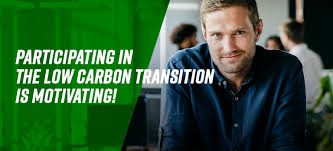 PARTICIPATING IN
THE LOW CARBON TRANSITION
IS MOTIVATING!